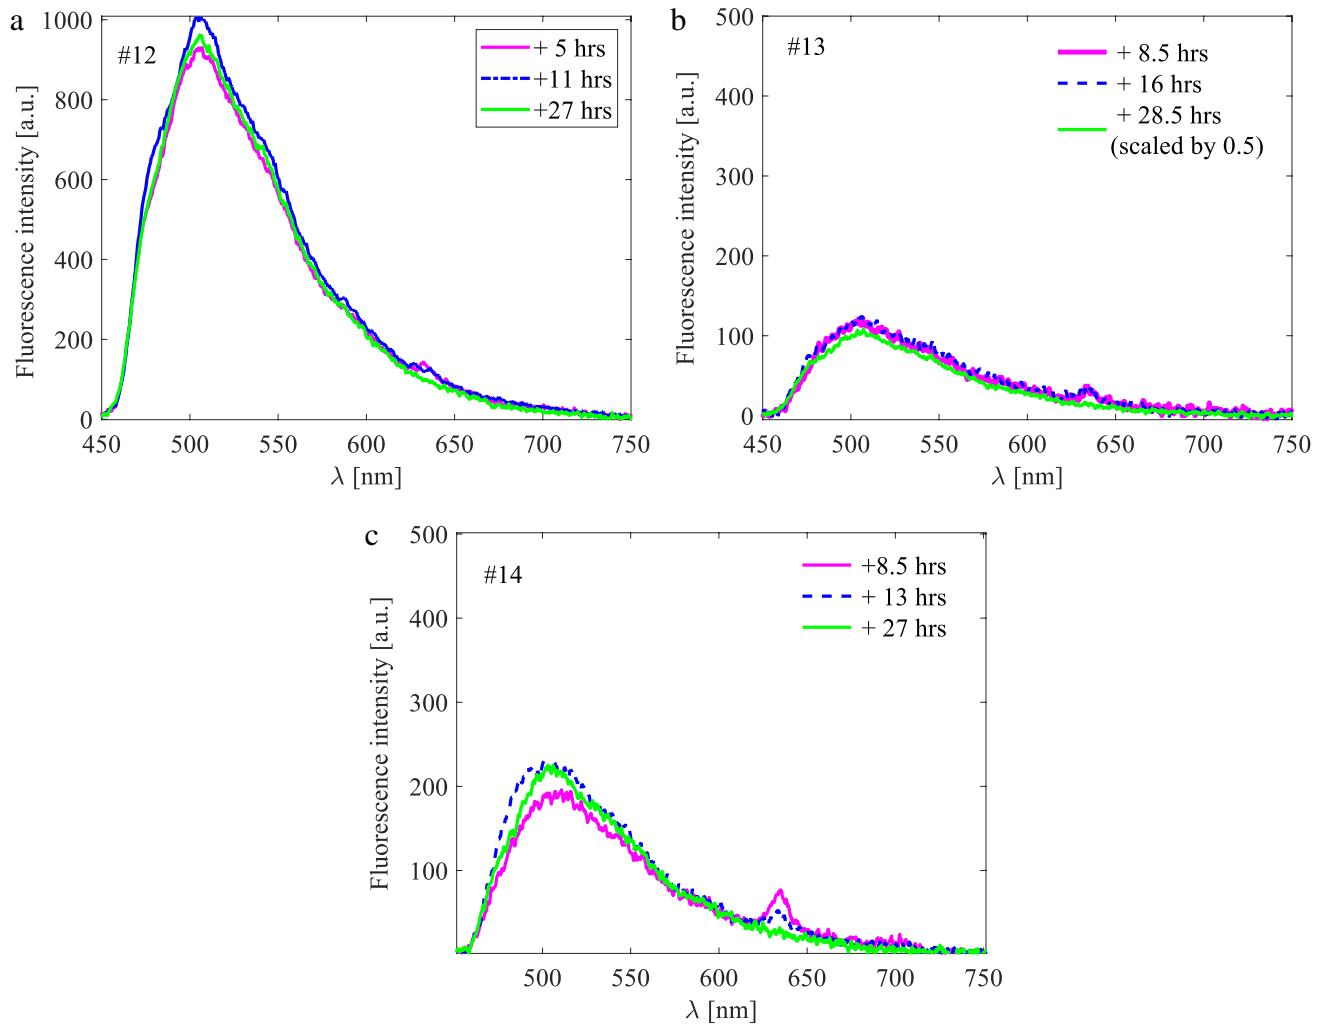 a
#12
+ 5 hrs
+11 hrs
+27 hrs
Fluorescence intensity [a.u.]
1000
800
600
400
200
0
450 500 550 600 650 700 750
λ [nm]
b
#13
+ 8.5 hrs
+ 16 hrs
+ 28.5 hrs
(scaled by 0.5)
Fluorescence intensity [a.u.]
500
400
300
200
100
0
450 500 550 600 650 700 750
λ [nm]
c
#14
+8.5 hrs
+ 13 hrs
+ 27 hrs
Fluorescence intensity [a.u.]
500
400
300
200
100
500 550 600 650 700 750
λ [nm]